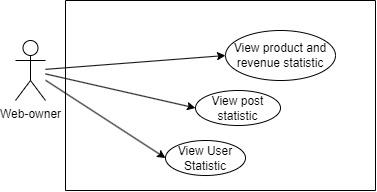 View product and
revenue statistic
View post
statistic
Web-owner
View User
Statistic